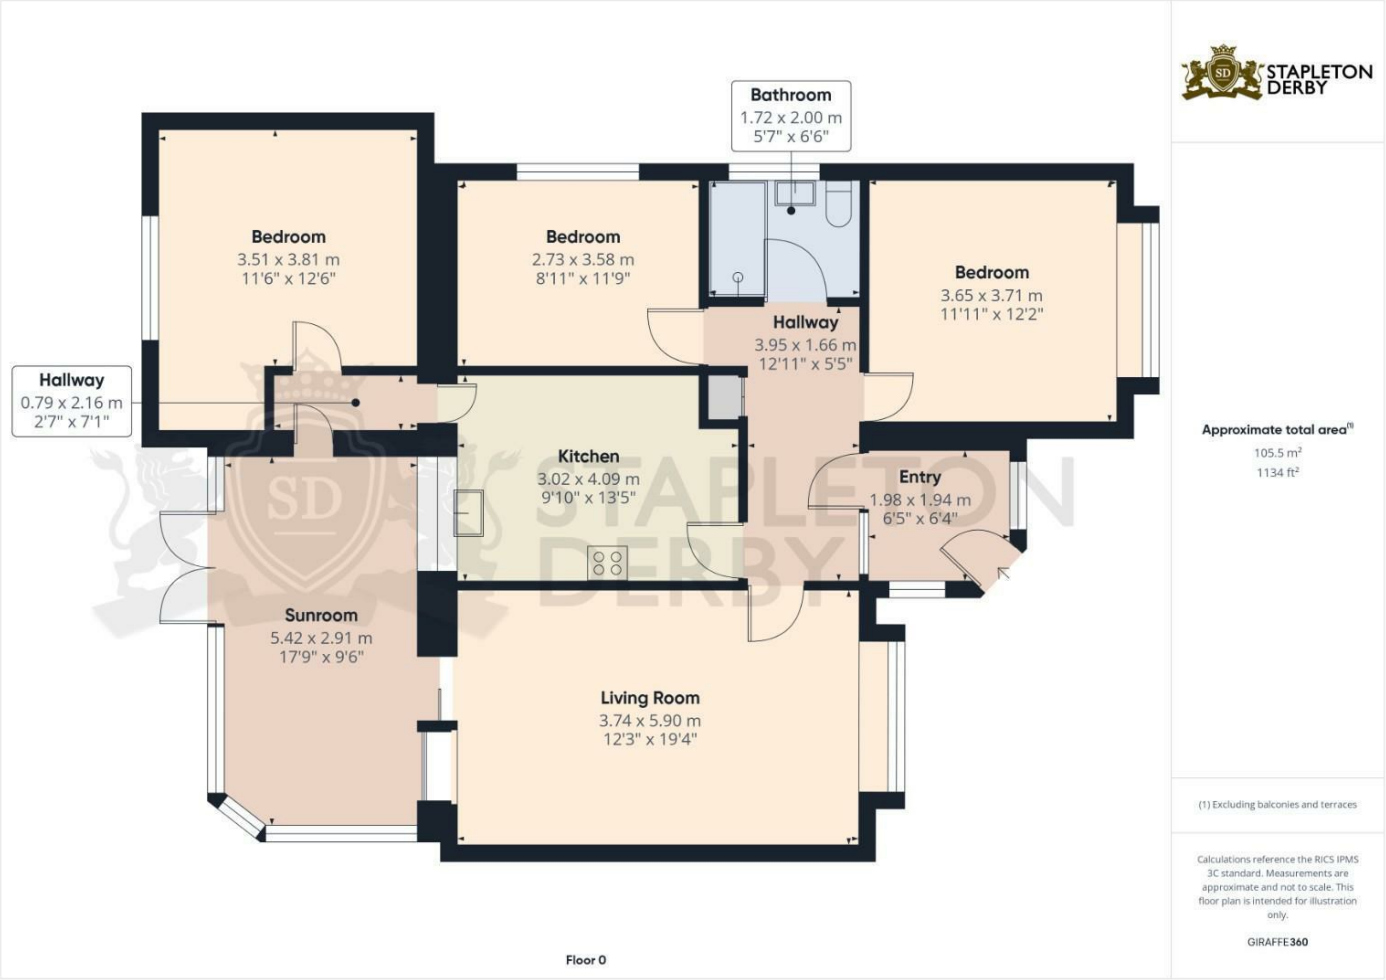 Bathroom
1.72 x 2.00 m
5'7" x 6'6"
Bedroom
3.51 x 3.81 m
11'6" x 12'6"
Bedroom
2.73 x 3.58 m
8'11" x 11'9"
Bedroom
3.65 x 3.71 m
11'11" x 12'2"
Hallway
3.95 x 1.66 m
12'11" x 5'5"
Hallway
0.79 x 2.16 m
2'7" x 7'1"
Kitchen
3.02 x 4.09 m
9'10" x 13'5"
Entry
1.98 x 1.94 m
6'5" x 6'4"
SD
STAPLETON
DERBY
Sunroom
5.42 x 2.91 m
17'9" x 9'6"
Living Room
3.74 x 5.90 m
12'3" x 19'4"
Floor 0
SD
STAPLETON
DERBY
Approximate total area(1)
105.5 m²
1134 ft²
(1) Excluding balconies and terraces
Calculations reference the RICS IPMS
3C standard. Measurements are
approximate and not to scale. This
floor plan is intended for illustration
only.
GIRAFFE360